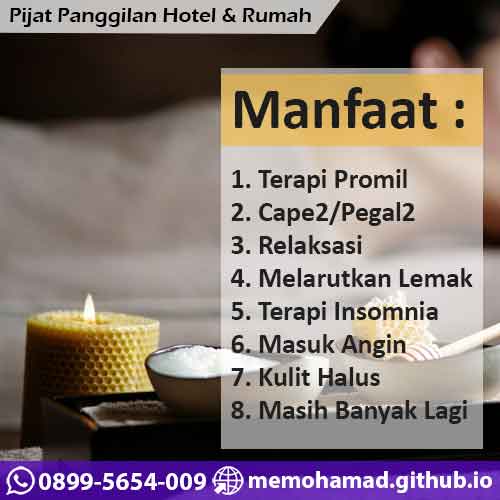 Pijat Panggilan Hotel & Rumah
Manfaat :
1. Terapi Promil
2. Cape2/Pegal2
3. Relaksasi
4. Melarutkan Lemak
5. Terapi Insomnia
6. Masuk Angin
7. Kulit Halus
8. Masih Banyak Lagi
0899-5654-009 memohamad.github.io